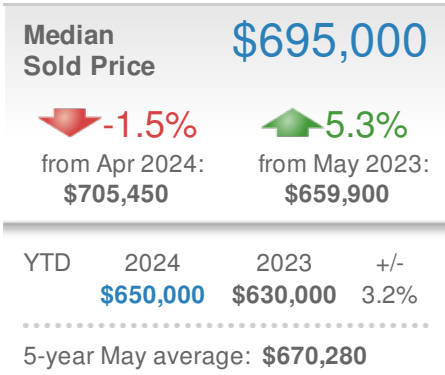 Median
Sold Price
$695,000
-1.5%
5.3%
from Apr 2024:
$705,450
from May 2023:
$659,900
YTD 2024 2023 +/-
$650,000 $630,000 3.2%
5-year May average: $670,280